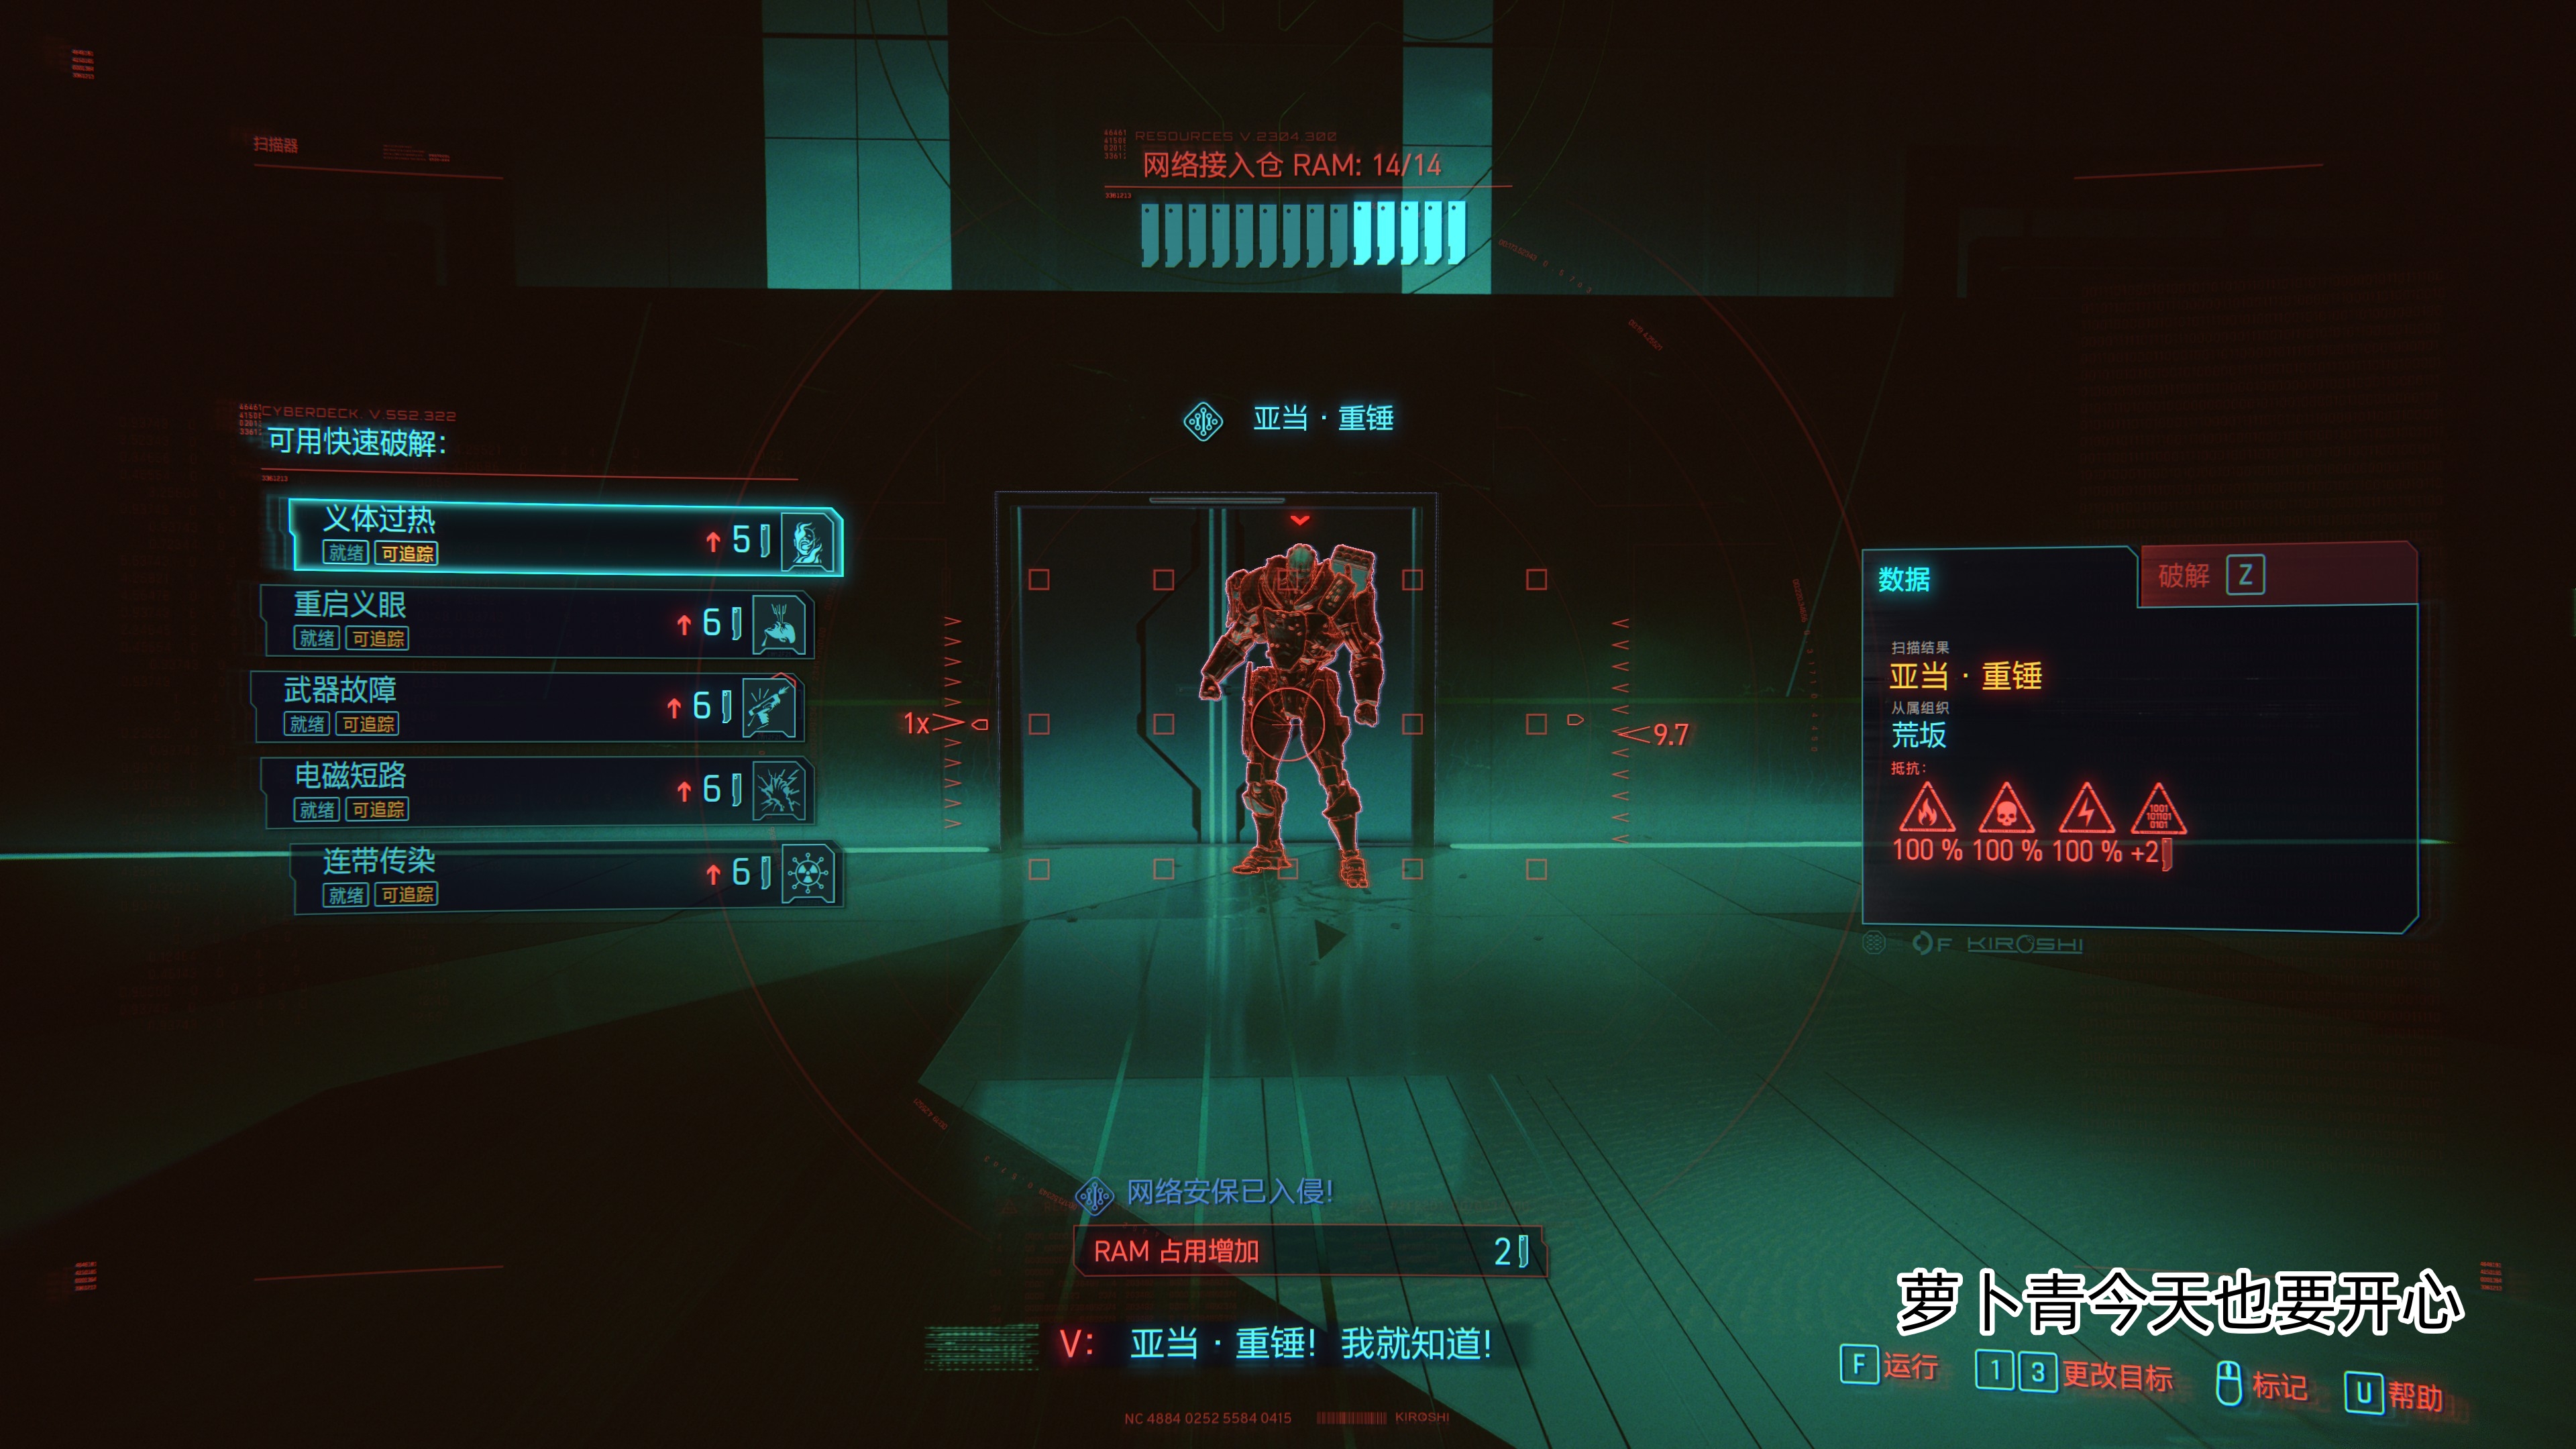 扫描器
RESOURCES V.2304.300
网络接入仓 RAM: 14/14
亚当 · 重锤
CYBERDECK. V.552.322
可用快速破解:
义体过热
就绪 可追踪
5
重启义眼
就绪 可追踪
6
武器故障
就绪 可追踪
6
电磁短路
就绪 可追踪
6
连带传染
就绪 可追踪
6
1x
9.7
数据
破解 Z
扫描结果
亚当 · 重锤
从属组织
荒坂
抵抗:
100 % 100 % 100 % +2
OF KIROSHI
网络安保已入侵!
RAM 占用增加 2
V: 亚当 · 重锤! 我就知道!
萝卜青今天也要开心
F 运行 1 3 更改目标 标记 U 帮助
NC 4884 0252 5584 0415 KIROSHI